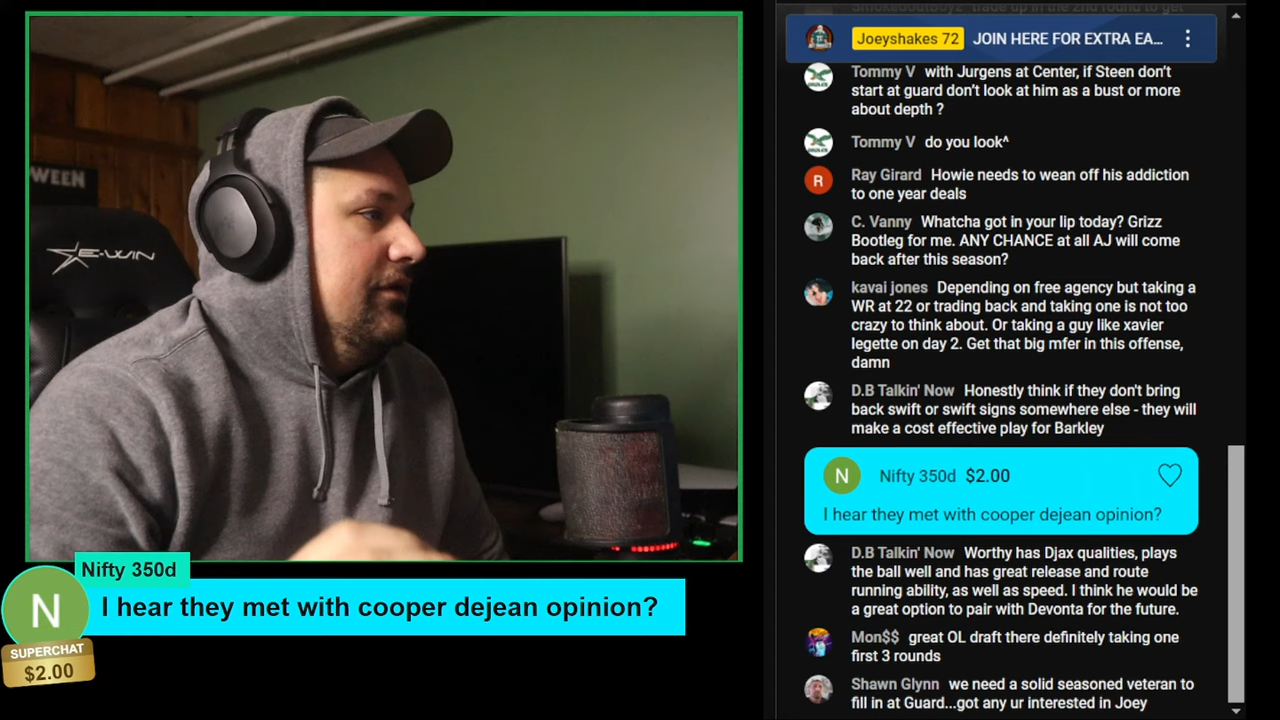 Smokedoutboyz trade up in the 2nd round to get
Joeyshakes 72 JOIN HERE FOR EXTRA EA...
Tommy V with Jurgens at Center, if Steen don't
start at guard don't look at him as a bust or more
about depth ?
Tommy V do you look^
Ray Girard Howie needs to wean off his addiction
to one year deals
C. Vanny Whatcha got in your lip today? Grizz
Bootleg for me. ANY CHANCE at all AJ will come
back after this season?
kavai jones Depending on free agency but taking a
WR at 22 or trading back and taking one is not too
crazy to think about. Or taking a guy like xavier
legette on day 2. Get that big mfer in this offense,
damn
D.B Talkin' Now Honestly think if they don't bring
back swift or swift signs somewhere else - they will
make a cost effective play for Barkley
N Nifty 350d $2.00
I hear they met with cooper dejean opinion?
D.B Talkin' Now Worthy has Djax qualities, plays
the ball well and has great release and route
running ability, as well as speed. I think he would be
a great option to pair with Devonta for the future.
Mon$$ great OL draft there definitely taking one
first 3 rounds
Shawn Glynn we need a solid seasoned veteran to
fill in at Guard...got any ur interested in Joey
WEEN
E-WIN
Nifty 350d
N I hear they met with cooper dejean opinion?
SUPERCHAT
$2.00
R